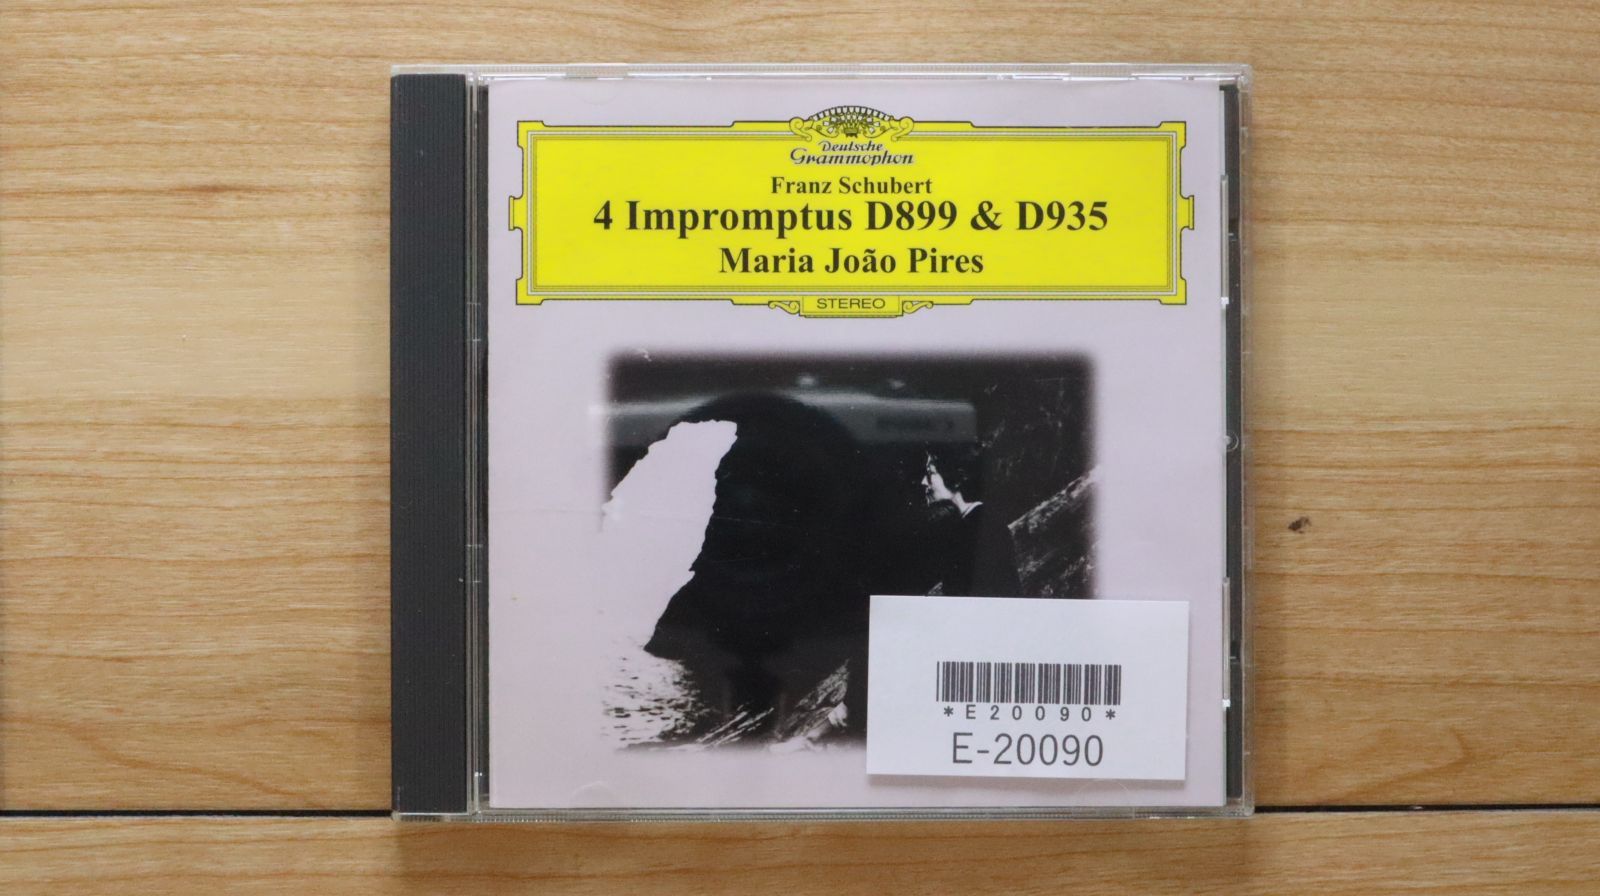 Deutsche
Grammophon
Franz Schubert
4 Impromptus D899 & D935
Maria João Pires
STEREO
*E20090*
E-20090